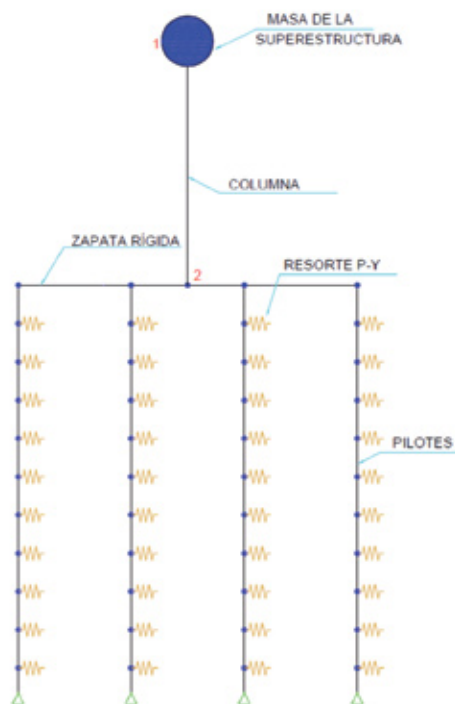 MASA DE LA
SUPERESTRUCTURA
1
COLUMNA
ZAPATA RÍGIDA
2
RESORTE P-Y
PILOTES